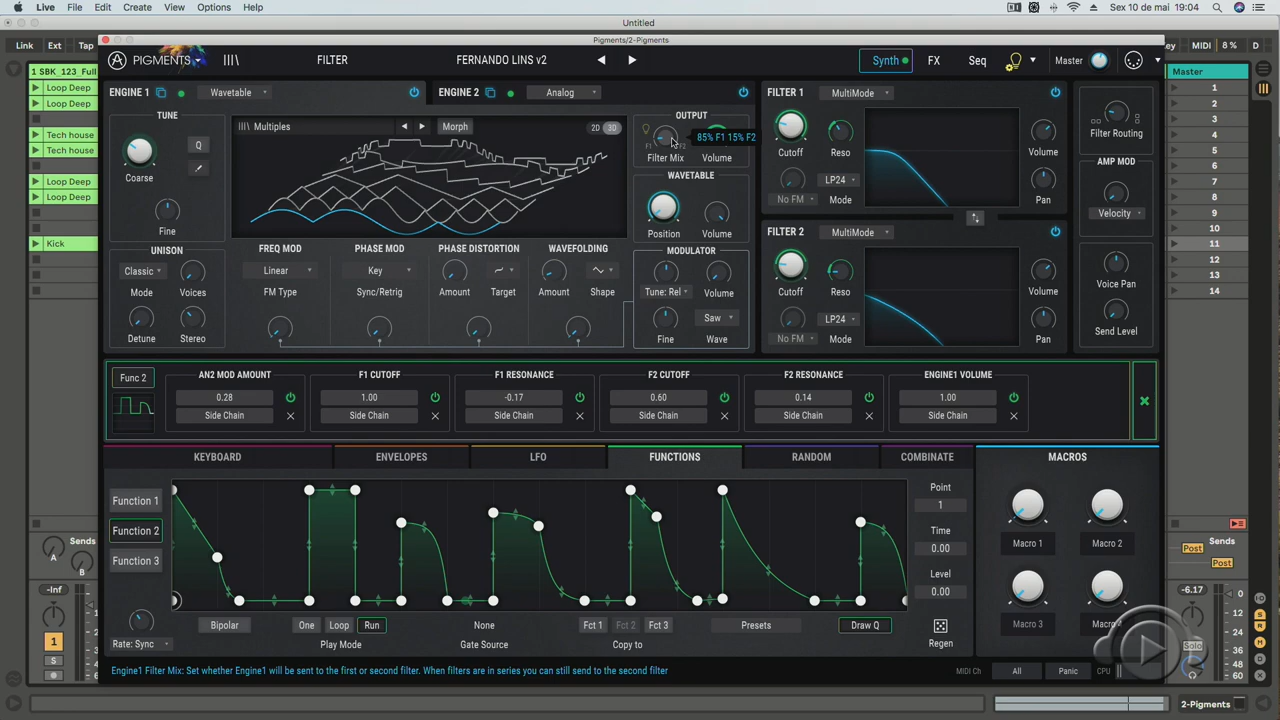 Live File Edit Create View Options Help
Sex 10 de mai 19:04
Untitled
Link Ext Tap
Key MIDI 8 % D
Pigments/2-Pigments
PIGMENTS
FILTER
FERNANDO LINS v2
Synth FX Seq
Master
1 SBK_123_Full
Loop Deep
Loop Deep
Tech house
Tech house
Loop Deep
Loop Deep
Kick
ENGINE 1
Wavetable
ENGINE 2
Analog
TUNE
Q
Coarse
Fine
UNISON
Classic
Mode
Voices
Detune
Stereo
Multiples
Morph
2D 3D
FREQ MOD
Linear
FM Type
PHASE MOD
Key
Sync/Retrig
PHASE DISTORTION
Amount
Target
WAVEFOLDING
Amount
Shape
OUTPUT
85% F1 15% F2
Filter Mix
Volume
WAVETABLE
Position
Volume
MODULATOR
Tune: Rel
Volume
Fine
Saw
Wave
FILTER 1
MultiMode
Cutoff
Reso
Volume
No FM
LP24
Mode
Pan
FILTER 2
MultiMode
Cutoff
Reso
Volume
No FM
LP24
Mode
Pan
Filter Routing
AMP MOD
Velocity
Voice Pan
Send Level
Master
1
2
3
4
5
6
7
8
9
10
11
12
13
14
Func 2
AN2 MOD AMOUNT
0.28
Side Chain
F1 CUTOFF
1.00
Side Chain
F1 RESONANCE
-0.17
Side Chain
F2 CUTOFF
0.60
Side Chain
F2 RESONANCE
0.14
Side Chain
ENGINE1 VOLUME
1.00
Side Chain
KEYBOARD
ENVELOPES
LFO
FUNCTIONS
RANDOM
COMBINATE
MACROS
Function 1
Function 2
Function 3
Rate: Sync
Point
1
Time
0.00
Level
0.00
Bipolar
One Loop Run
Play Mode
None
Gate Source
Fct 1 Fct 2 Fct 3
Copy to
Presets
Draw Q
Regen
Macro 1
Macro 2
Macro 3
Engine1 Filter Mix: Set whether Engine1 will be sent to the first or second filter. When filters are in series you can still send to the second filter
MIDI Ch
All
Panic
CPU
Sends
A
B
-Inf
1
S
Sends
Post
Post
-6.17
0
12
24
36
48
60
Solo
2-Pigments